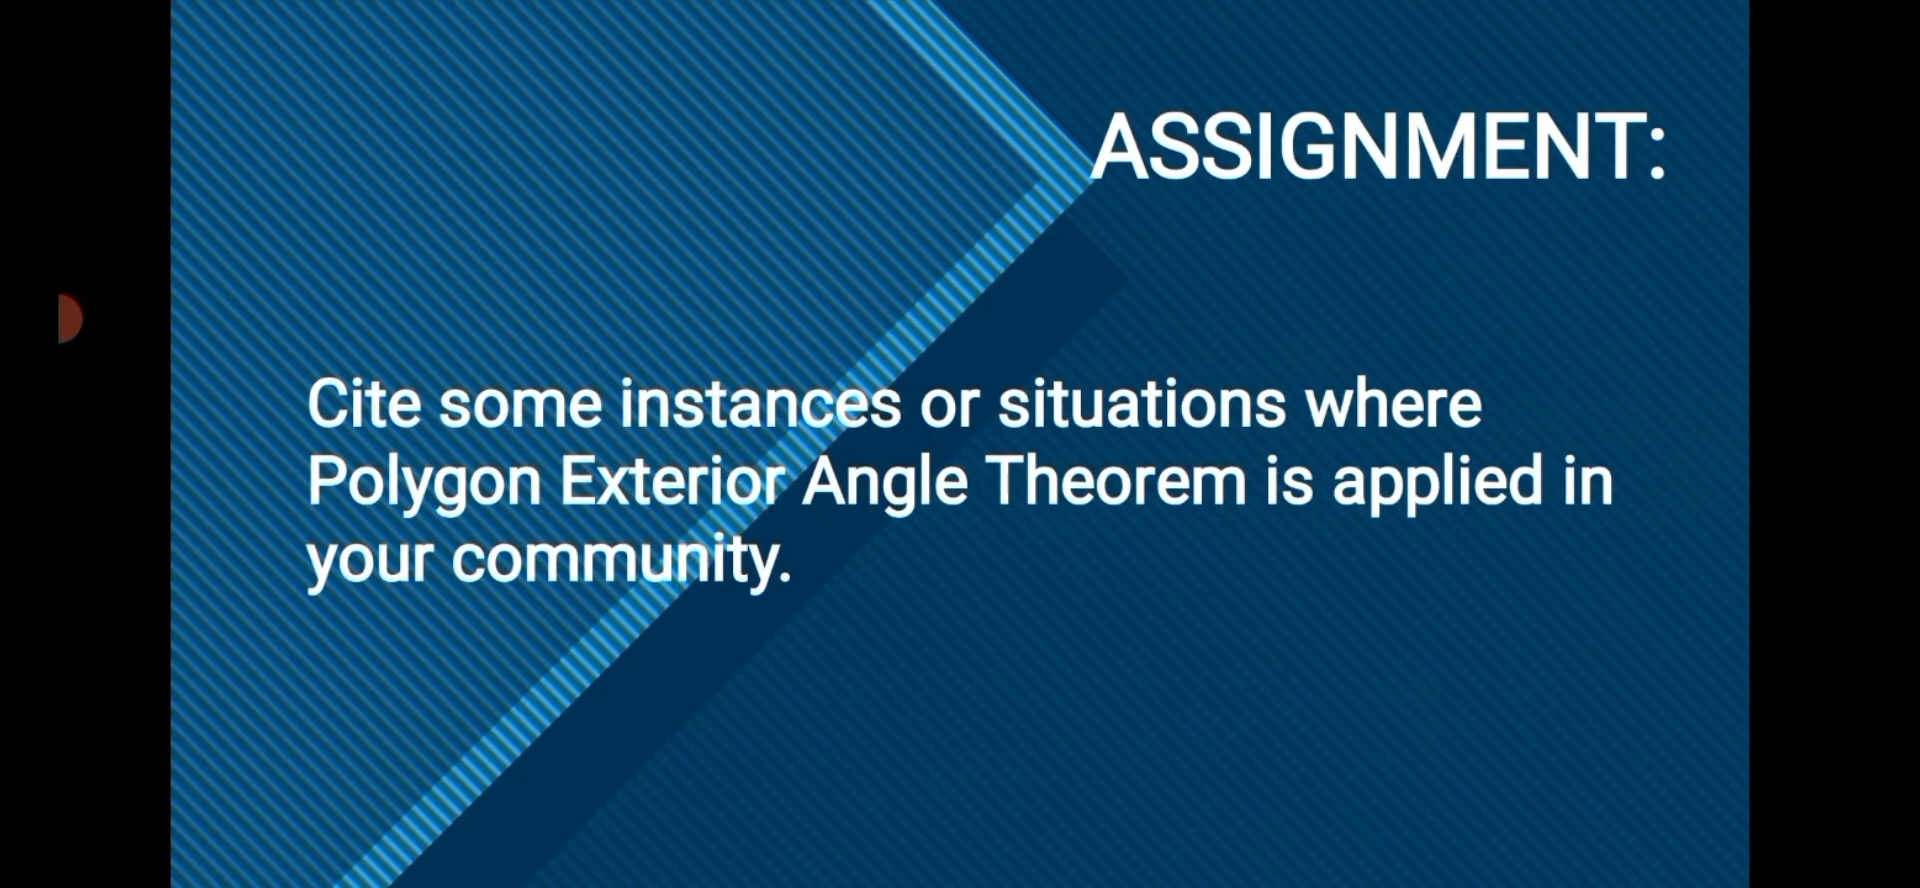 ASSIGNMENT:
Cite some instances or situations where
Polygon Exterior Angle Theorem is applied in
your community.